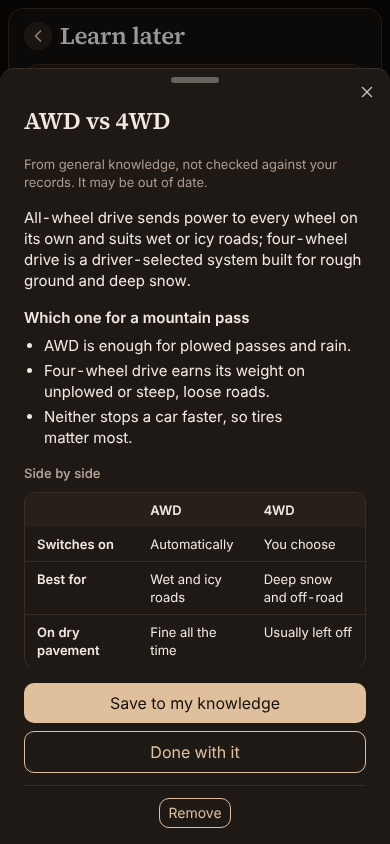 Learn later
AWD vs 4WD
From general knowledge, not checked against your
records. It may be out of date.
All-wheel drive sends power to every wheel on
its own and suits wet or icy roads; four-wheel
drive is a driver-selected system built for rough
ground and deep snow.
Which one for a mountain pass
• AWD is enough for plowed passes and rain.
• Four-wheel drive earns its weight on
unplowed or steep, loose roads.
• Neither stops a car faster, so tires
matter most.
Side by side
AWD 4WD
Switches on Automatically You choose
Best for Wet and icy Deep snow
roads and off-road
On dry Fine all the Usually left off
pavement time
Save to my knowledge
Done with it
Remove